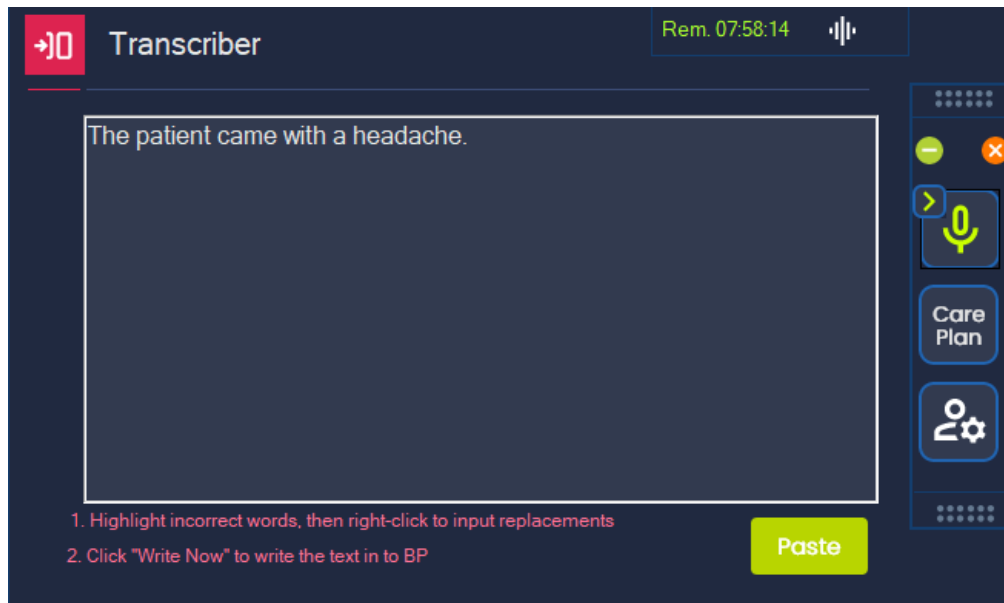 Transcriber
Rem. 07:58:14
The patient came with a headache.
Care
Plan
1. Highlight incorrect words, then right-click to input replacements
2. Click "Write Now" to write the text in to BP
Paste